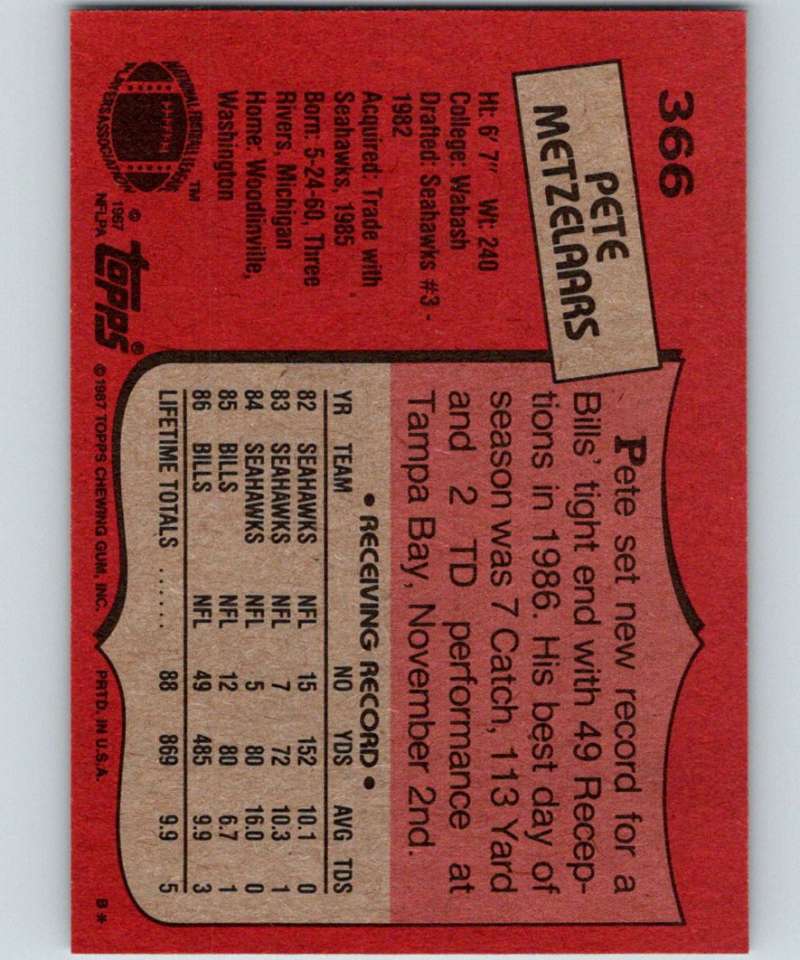 366
PETE
METZELAARS
Ht: 6' 7" Wt: 240
College: Wabash
Drafted: Seahawks #3 -
1982
Acquired: Trade with
Seahawks, 1985
Born: 5-24-60, Three
Rivers, Michigan
Home: Woodinville,
Washington
NATIONAL FOOTBALL LEAGUE
PLAYERS ASSOCIATION
TM
© 1987
NFLPA
topps®
Pete set new record for a
Bills' tight end with 49 Recep-
tions in 1986. His best day of
season was 7 Catch, 113 Yard
and 2 TD performance at
Tampa Bay, November 2nd.
• RECEIVING RECORD •
YR TEAM NO YDS AVG TDS
82 SEAHAWKS NFL 15 152 10.1 0
83 SEAHAWKS NFL 7 72 10.3 1
84 SEAHAWKS NFL 5 80 16.0 0
85 BILLS NFL 12 80 6.7 1
86 BILLS NFL 49 485 9.9 3
LIFETIME TOTALS ...... 88 869 9.9 5
© 1987 TOPPS CHEWING GUM, INC. PRTD. IN U.S.A. B*